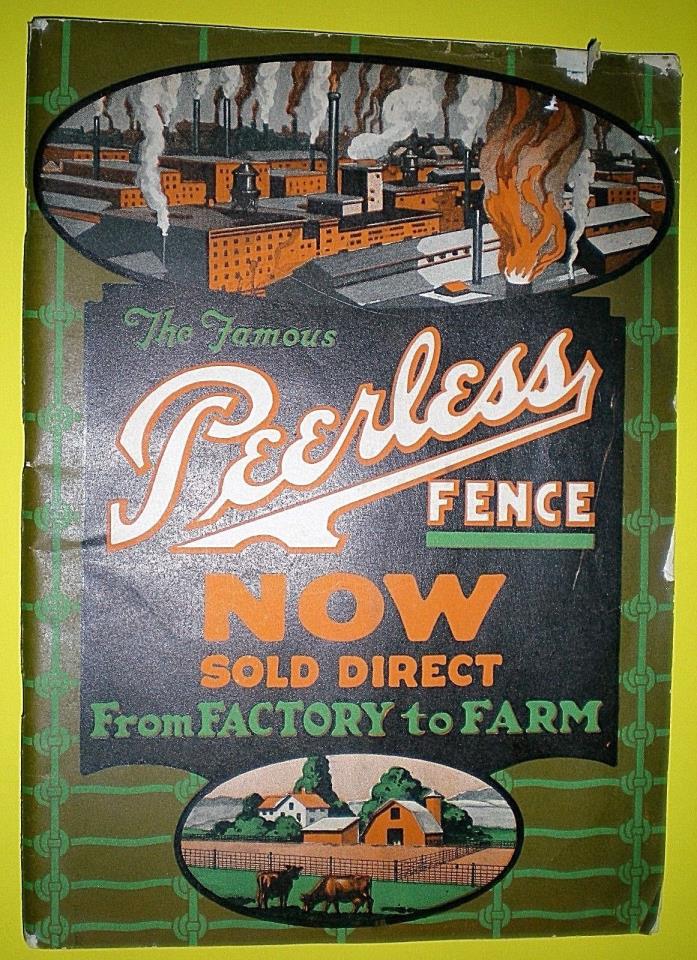 The Famous
Peerless
FENCE
NOW
SOLD DIRECT
From FACTORY to FARM